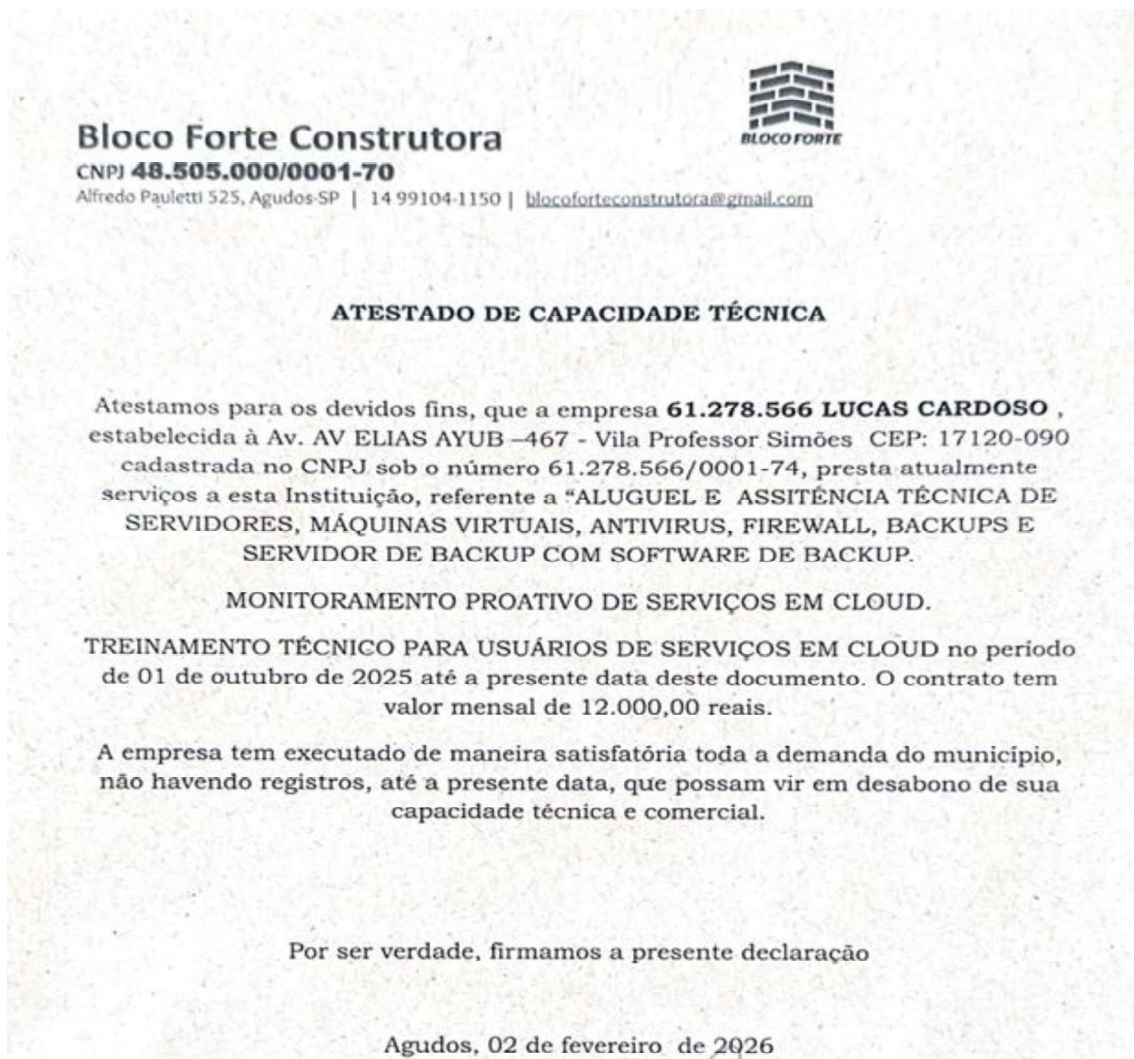 BLOCO FORTE
Bloco Forte Construtora
CNPJ 48.505.000/0001-70
Alfredo Pauletti 525, Agudos-SP | 14 99104-1150 | blocoforteconstrutora@gmail.com
ATESTADO DE CAPACIDADE TÉCNICA
Atestamos para os devidos fins, que a empresa 61.278.566 LUCAS CARDOSO ,
estabelecida à Av. AV ELIAS AYUB –467 - Vila Professor Simões CEP: 17120-090
cadastrada no CNPJ sob o número 61.278.566/0001-74, presta atualmente
serviços a esta Instituição, referente a “ALUGUEL E ASSITÊNCIA TÉCNICA DE
SERVIDORES, MÁQUINAS VIRTUAIS, ANTIVIRUS, FIREWALL, BACKUPS E
SERVIDOR DE BACKUP COM SOFTWARE DE BACKUP.
MONITORAMENTO PROATIVO DE SERVIÇOS EM CLOUD.
TREINAMENTO TÉCNICO PARA USUÁRIOS DE SERVIÇOS EM CLOUD no periodo
de 01 de outubro de 2025 até a presente data deste documento. O contrato tem
valor mensal de 12.000,00 reais.
A empresa tem executado de maneira satisfatória toda a demanda do município,
não havendo registros, até a presente data, que possam vir em desabono de sua
capacidade técnica e comercial.
Por ser verdade, firmamos a presente declaração
Agudos, 02 de fevereiro de 2026